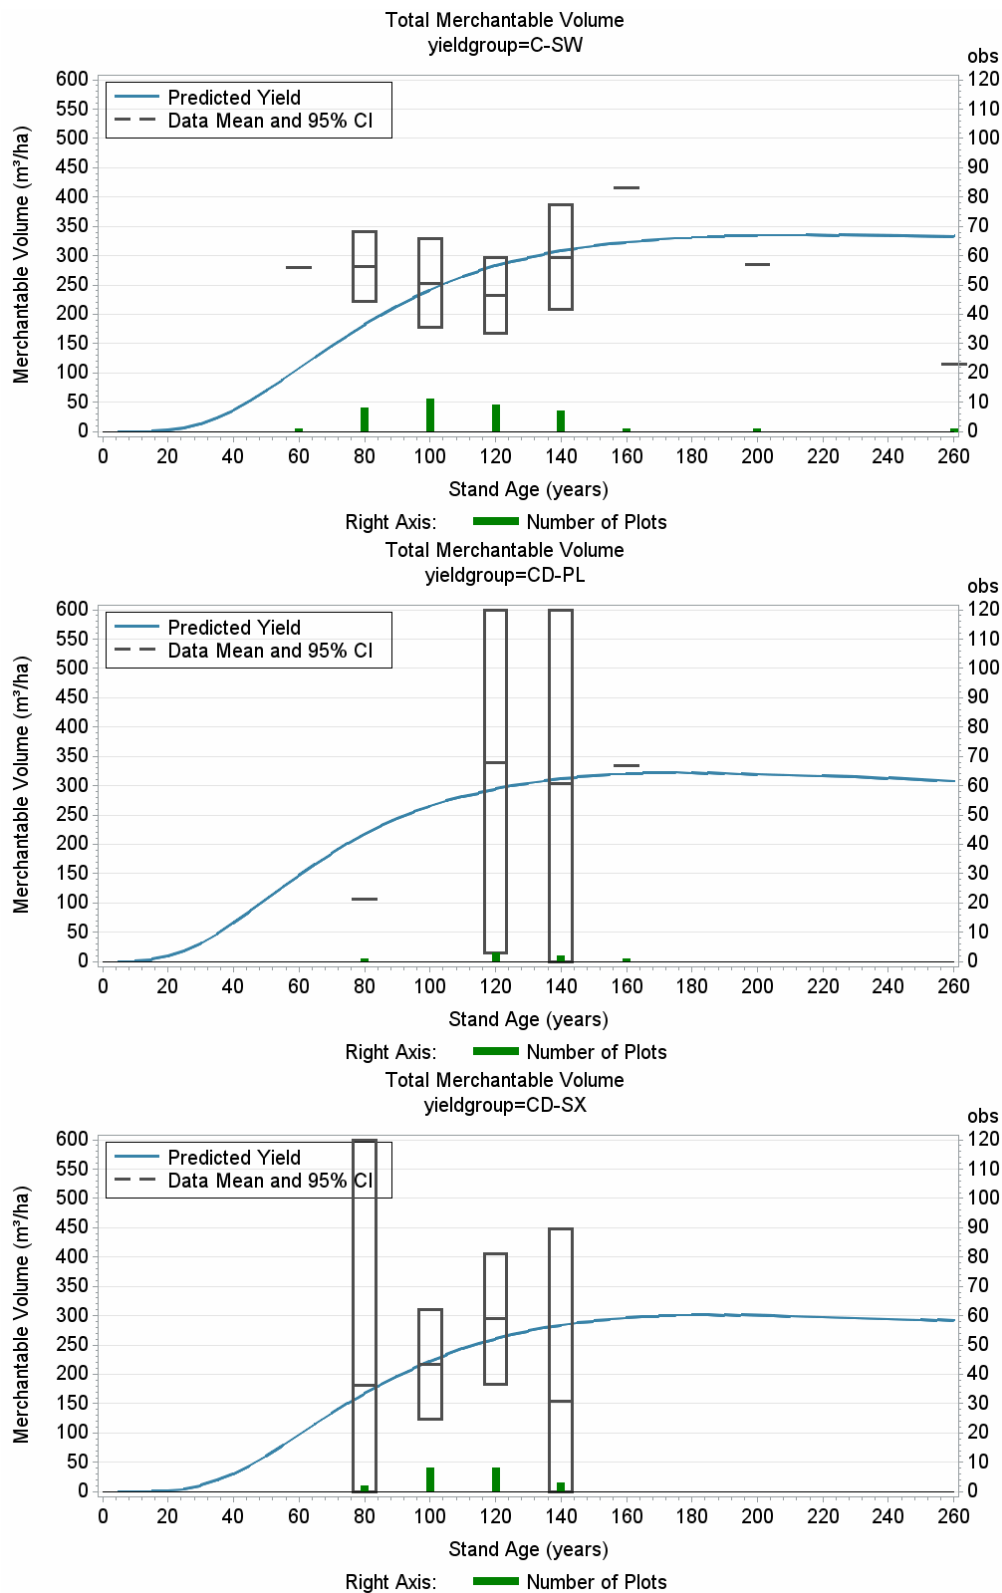 Total Merchantable Volume
yieldgroup=C-SW
obs
Merchantable Volume (m³/ha)
Predicted Yield
Data Mean and 95% CI
600 120
550 110
500 100
450 90
400 80
350 70
300 60
250 50
200 40
150 30
100 20
50 10
0 0
0 20 40 60 80 100 120 140 160 180 200 220 240 260
Stand Age (years)
Right Axis: Number of Plots
Total Merchantable Volume
yieldgroup=CD-PL
obs
Merchantable Volume (m³/ha)
Predicted Yield
Data Mean and 95% CI
600 120
550 110
500 100
450 90
400 80
350 70
300 60
250 50
200 40
150 30
100 20
50 10
0 0
0 20 40 60 80 100 120 140 160 180 200 220 240 260
Stand Age (years)
Right Axis: Number of Plots
Total Merchantable Volume
yieldgroup=CD-SX
obs
Merchantable Volume (m³/ha)
Predicted Yield
Data Mean and 95% CI
600 120
550 110
500 100
450 90
400 80
350 70
300 60
250 50
200 40
150 30
100 20
50 10
0 0
0 20 40 60 80 100 120 140 160 180 200 220 240 260
Stand Age (years)
Right Axis: Number of Plots